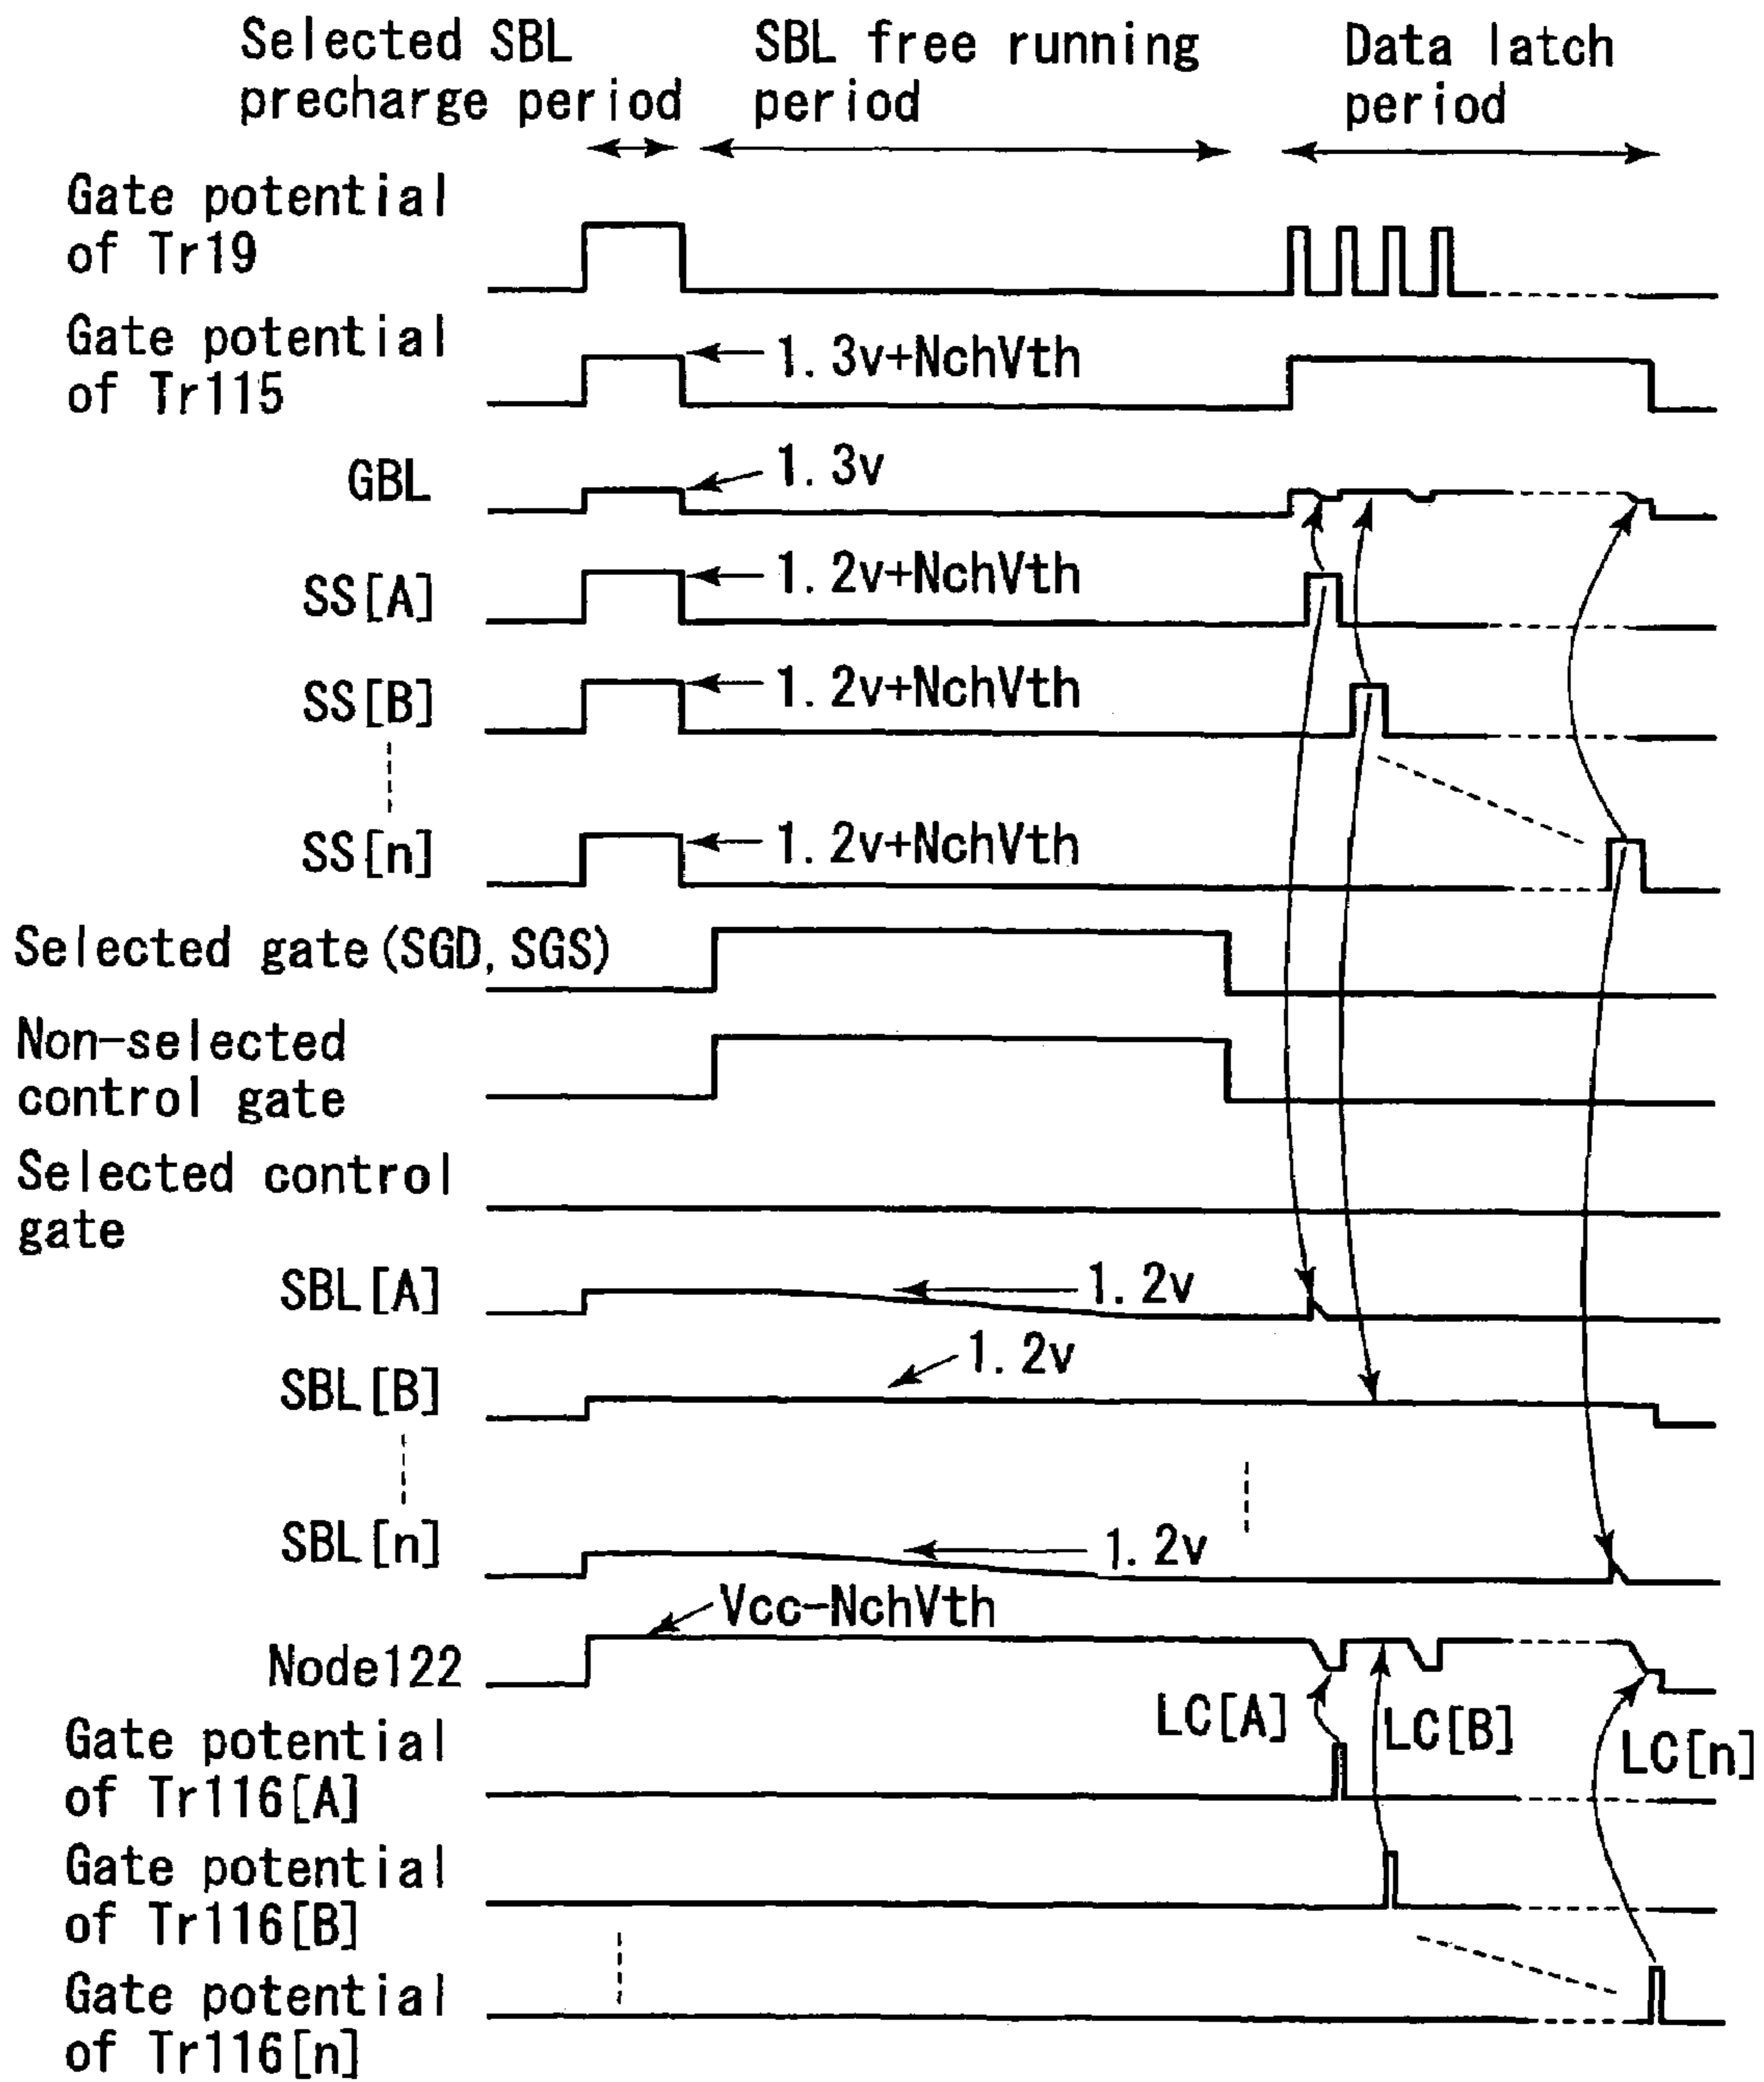 Selected SBL
precharge period
SBL free running
period
Data latch
period
Gate potential
of Tr19
Gate potential
of Tr115
1.3v+NchVth
GBL
1.3v
SS[A]
1.2v+NchVth
SS[B]
1.2v+NchVth
SS[n]
1.2v+NchVth
Selected gate(SGD,SGS)
Non-selected
control gate
Selected control
gate
SBL[A]
1.2v
SBL[B]
1.2v
SBL[n]
1.2v
Vcc-NchVth
Node122
LC[A]
LC[B]
LC[n]
Gate potential
of Tr116[A]
Gate potential
of Tr116[B]
Gate potential
of Tr116[n]